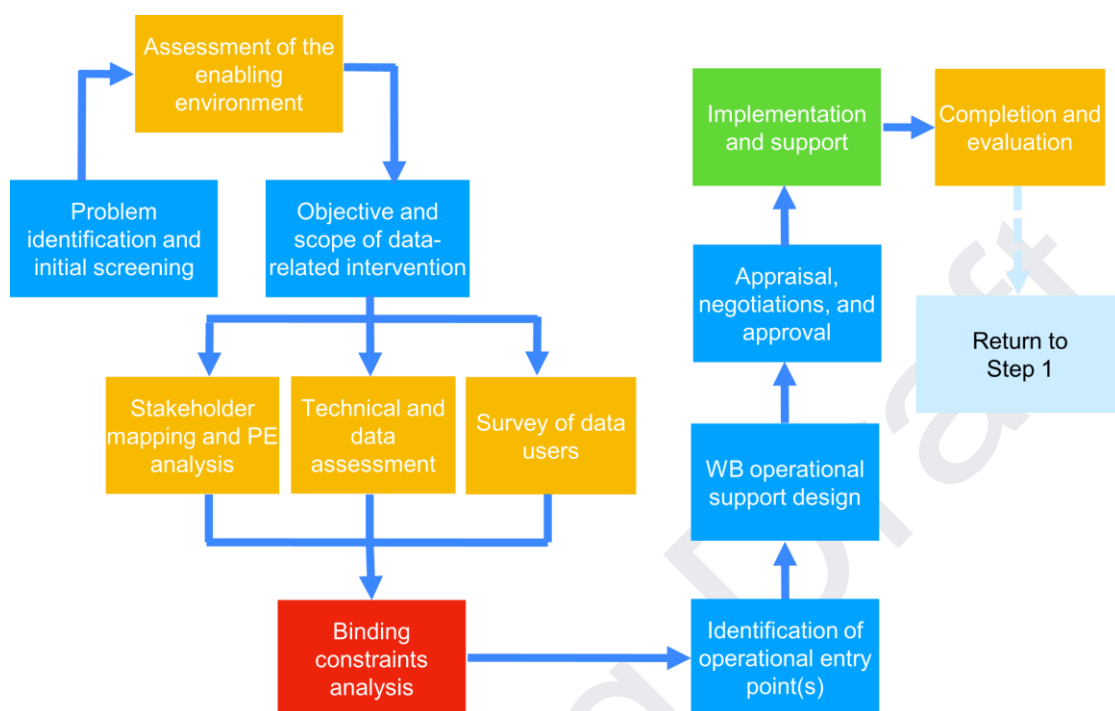 Assessment of the
enabling
environment
Problem
identification and
initial screening
Objective and
scope of data-
related intervention
Stakeholder
mapping and PE
analysis
Technical and
data
assessment
Survey of data
users
Binding
constraints
analysis
Identification of
operational entry
point(s)
WB operational
support design
Appraisal,
negotiations, and
approval
Implementation
and support
Completion and
evaluation
Return to
Step 1
g Draft